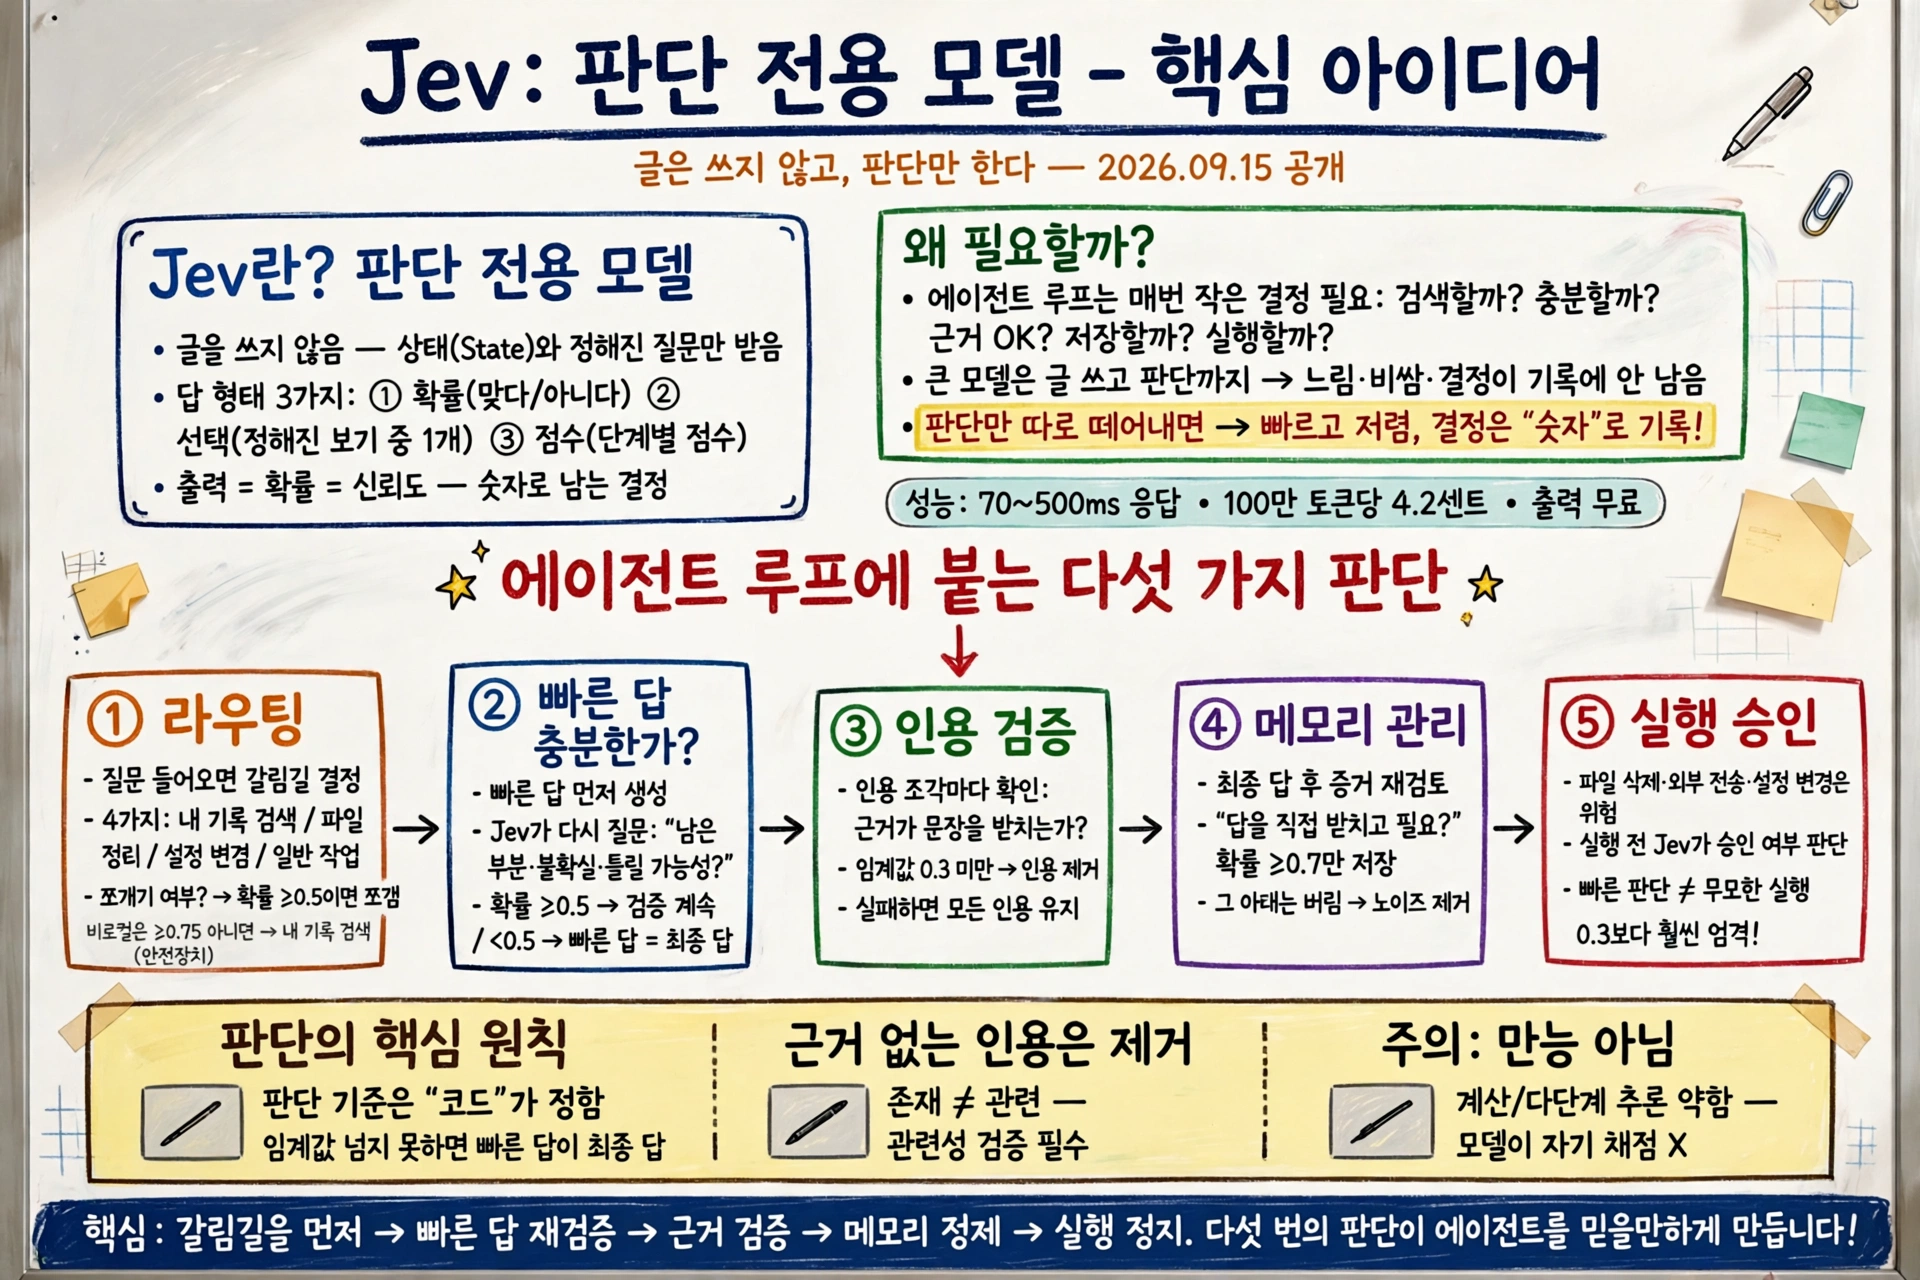 Jev: 판단 전용 모델 - 핵심 아이디어
글은 쓰지 않고, 판단만 한다 — 2026.09.15 공개
Jev란? 판단 전용 모델
• 글을 쓰지 않음 — 상태(State)와 정해진 질문만 받음
• 답 형태 3가지: ① 확률(맞다/아니다) ②
선택(정해진 보기 중 1개) ③ 점수(단계별 점수)
• 출력 = 확률 = 신뢰도 — 숫자로 남는 결정
왜 필요할까?
• 에이전트 루프는 매번 작은 결정 필요: 검색할까? 충분할까?
근거 OK? 저장할까? 실행할까?
• 큰 모델은 글 쓰고 판단까지 → 느림·비쌈·결정이 기록에 안 남음
• 판단만 따로 떼어내면 → 빠르고 저렴, 결정은 “숫자”로 기록!
성능: 70~500ms 응답 • 100만 토큰당 4.2센트 • 출력 무료
에이전트 루프에 붙는 다섯 가지 판단
① 라우팅
- 질문 들어오면 갈림길 결정
- 4가지: 내 기록 검색 / 파일
정리 / 설정 변겸 / 일반 작업
- 쪼개기 여부? → 확률 ≥0.5이면 쪼갬
비로컬은 ≥0.75 아니면 → 내 기록 검색
(안전장치)
② 빠른 답
충분한가?
- 빠른 답 먼저 생성
- Jev가 다시 질문: “남은
부분·불확실·틀릴 가능성?”
- 확률 ≥0.5 → 검증 계속
/ <0.5 → 빠른 답 = 최종 답
③ 인용 검증
- 인용 조각마다 확인:
근거가 문장을 받치는가?
- 임계값 0.3 미만 → 인용 제거
- 실패하면 모든 인용 유지
④ 메모리 관리
- 최종 답 후 증거 재검토
- “답을 직접 받치고 필요?”
확률 ≥0.7만 저장
- 그 아태는 버림 → 노이즈 제거
⑤ 실행 승인
- 파일 삭제·외부 전송·설정 변경은
위험
- 실행 전 Jev가 승인 여부 판단
- 빠른 판단 ≠ 무모한 실행
0.3보다 훨씬 엄격!
판단의 핵심 원칙
판단 기준은 “코드”가 정함
임계값 넘지 못하면 빠른 답이 최종 답
근거 없는 인용은 제거
존재 ≠ 관련 —
관련성 검증 필수
주의: 만능 아님
계산/다단계 추론 약함 —
모델이 자기 채점 X
핵심: 갈림길을 먼저 → 빠른 답 재검증 → 근거 검증 → 메모리 정제 → 실행 정지. 다섯 번의 판단이 에이전트를 믿을만하게 만듭니다!